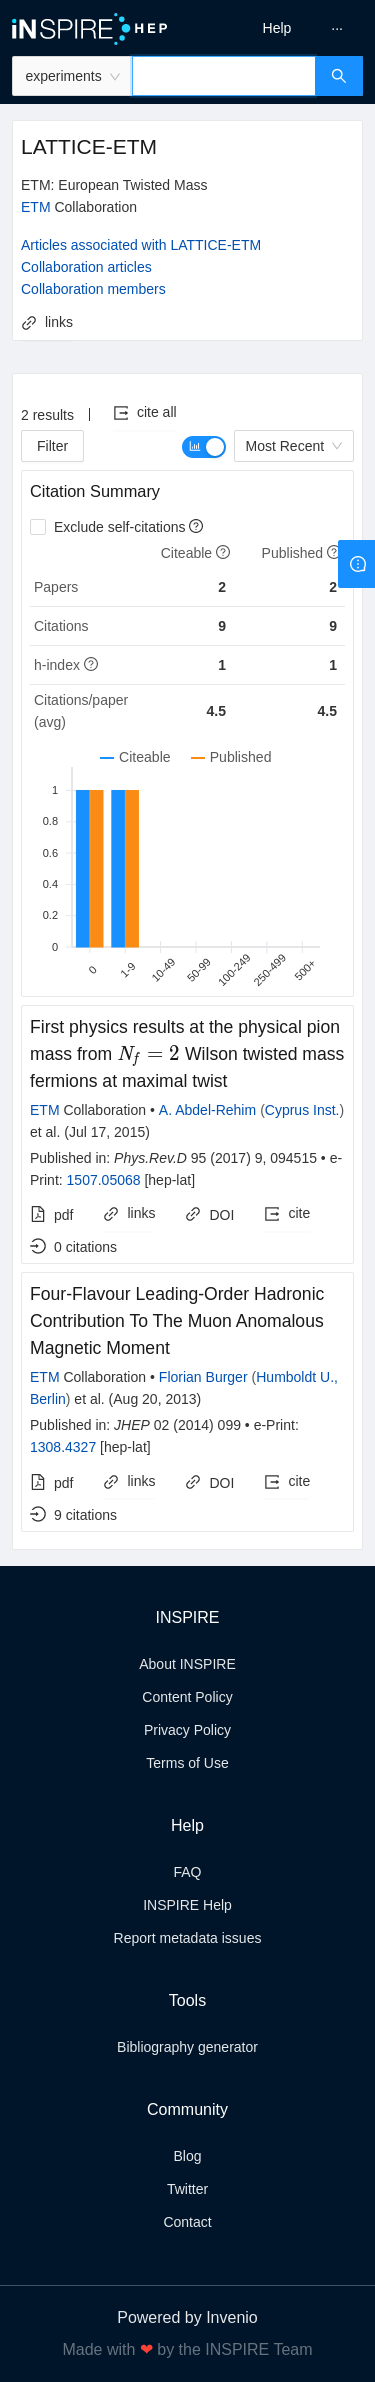 iNSPIRE HEP
Help ...
experiments
LATTICE-ETM
ETM: European Twisted Mass
ETM Collaboration
Articles associated with LATTICE-ETM
Collaboration articles
Collaboration members
links
2 results | cite all
Filter Most Recent
Citation Summary
Exclude self-citations
Citeable Published
Papers 2 2
Citations 9 9
h-index 1 1
Citations/paper
(avg) 4.5 4.5
Citeable Published
1
0.8
0.6
0.4
0.2
0
0 1-9 10-49 50-99 100-249 250-499 500+
First physics results at the physical pion
mass from N_f = 2 Wilson twisted mass
fermions at maximal twist
ETM Collaboration • A. Abdel-Rehim (Cyprus Inst.)
et al. (Jul 17, 2015)
Published in: Phys.Rev.D 95 (2017) 9, 094515 • e-
Print: 1507.05068 [hep-lat]
pdf links DOI cite
0 citations
Four-Flavour Leading-Order Hadronic
Contribution To The Muon Anomalous
Magnetic Moment
ETM Collaboration • Florian Burger (Humboldt U.,
Berlin) et al. (Aug 20, 2013)
Published in: JHEP 02 (2014) 099 • e-Print:
1308.4327 [hep-lat]
pdf links DOI cite
9 citations
INSPIRE
About INSPIRE
Content Policy
Privacy Policy
Terms of Use
Help
FAQ
INSPIRE Help
Report metadata issues
Tools
Bibliography generator
Community
Blog
Twitter
Contact
Powered by Invenio
Made with ❤ by the INSPIRE Team